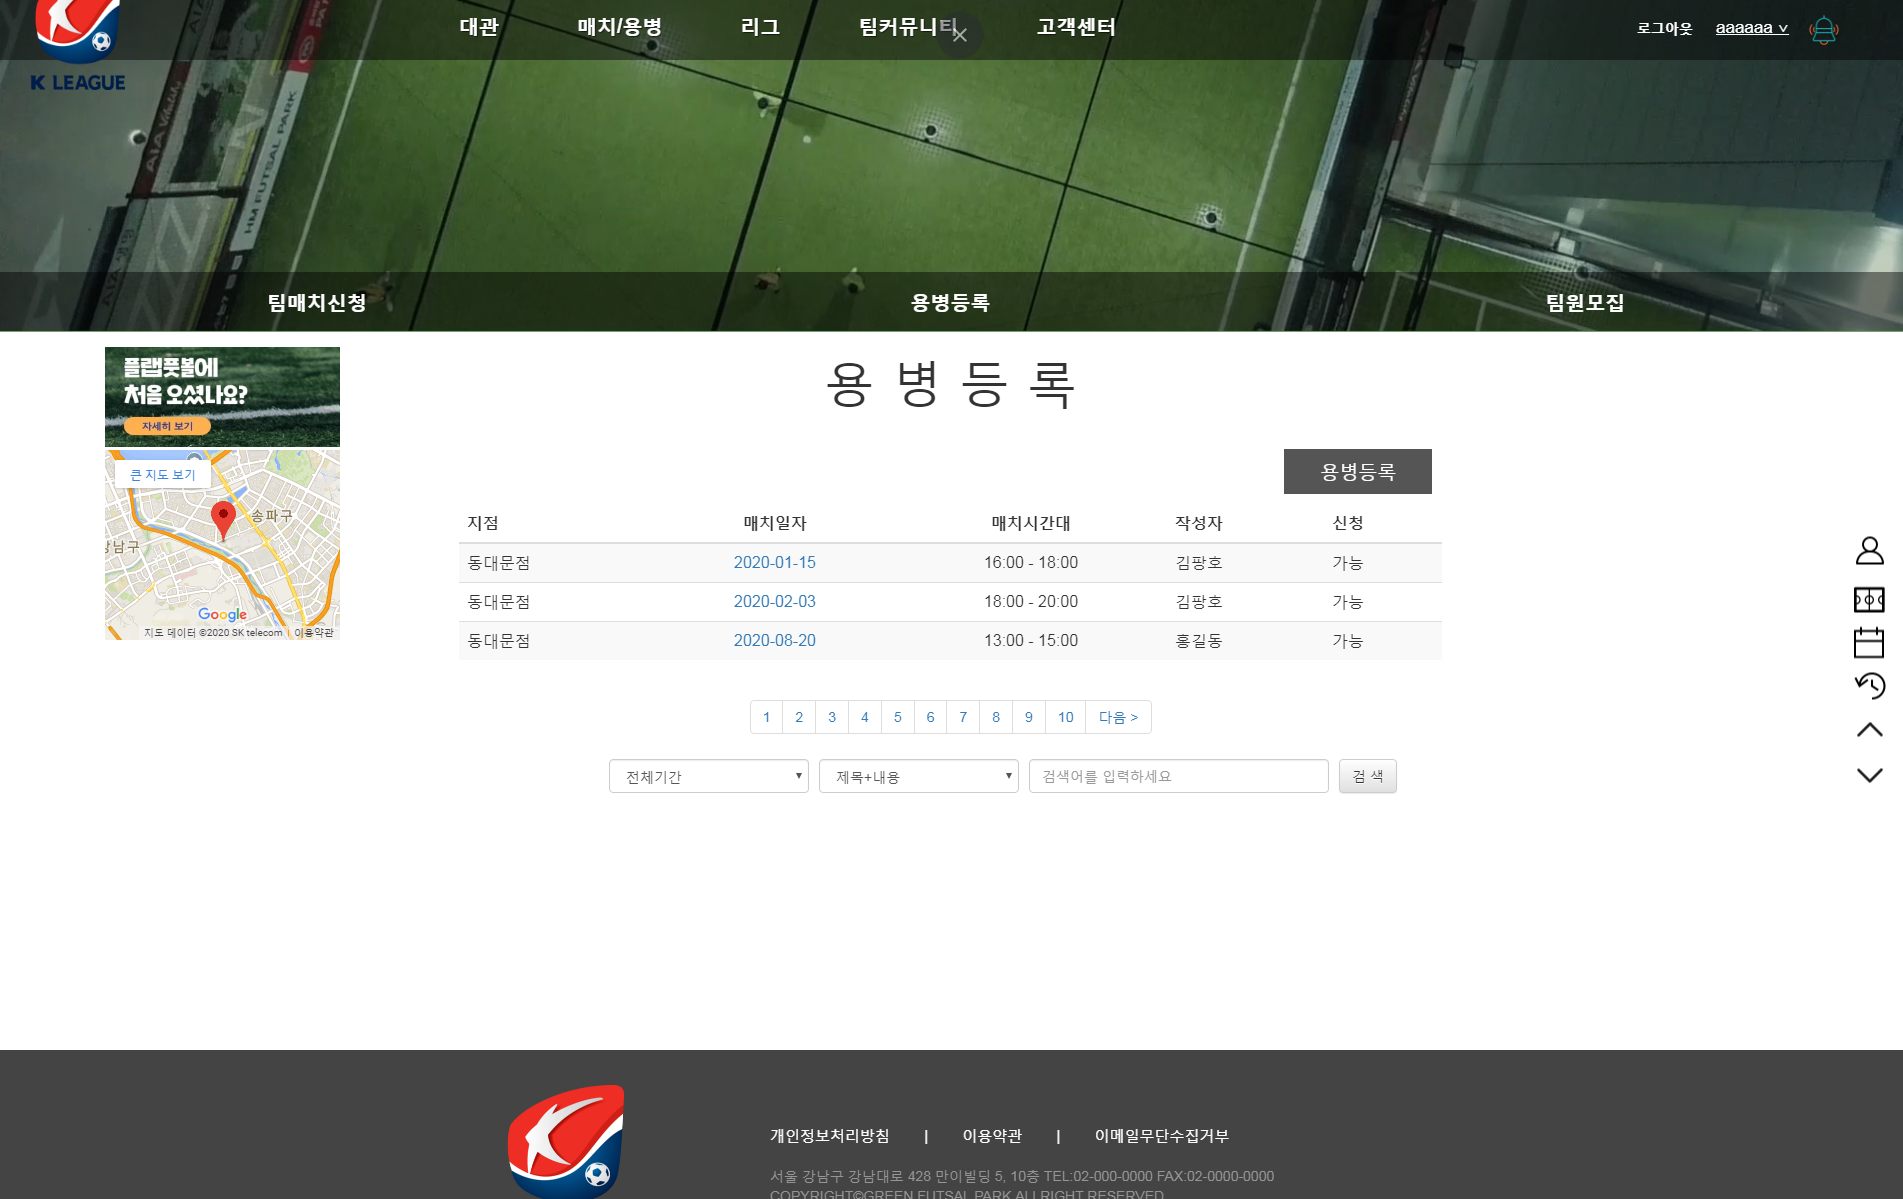 대관 매치/용병 리그 팀커뮤니티 고객센터 로그아웃 aaaaaa ∨
K LEAGUE
AIA Vitality
HM FUTSAL PARK
팀매치신청 용병등록 팀원모집
플랩풋볼에
처음 오셨나요?
자세히 보기
용 병 등 록
큰 지도 보기
용병등록
송파구
강남구
Google
지도 데이터 ©2020 SK telecom 이용약관
지점 매치일자 매치시간대 작성자 신청
동대문점 2020-01-15 16:00 - 18:00 김팡호 가능
동대문점 2020-02-03 18:00 - 20:00 김팡호 가능
동대문점 2020-08-20 13:00 - 15:00 홍길동 가능
1 2 3 4 5 6 7 8 9 10 다음 >
전체기간 제목+내용 검색어를 입력하세요 검 색
개인정보처리방침 | 이용약관 | 이메일무단수집거부
서울 강남구 강남대로 428 만이빌딩 5, 10층 TEL:02-000-0000 FAX:02-0000-0000
COPYRIGHT©GREEN FUTSAL PARK ALLRIGHT RESERVED